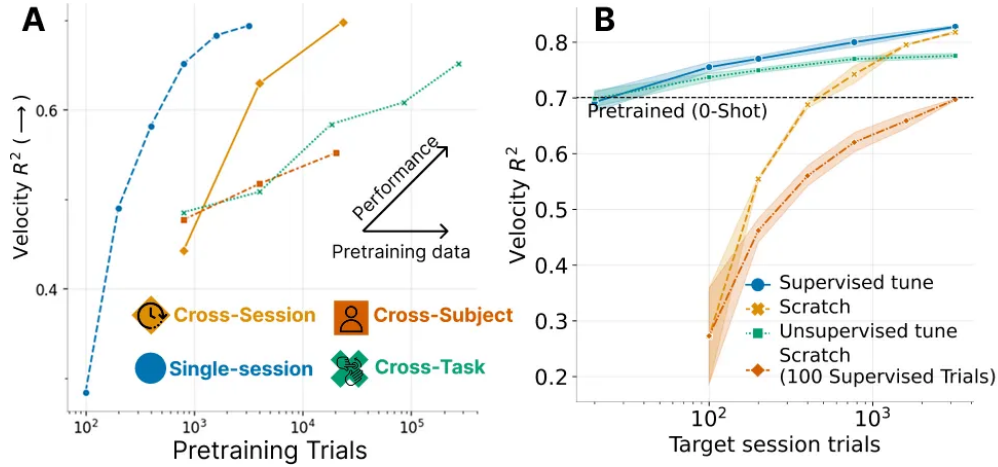 A
Velocity R² (⟶)
0.6
0.4
10² 10³ 10⁴ 10⁵
Pretraining Trials
Performance
Pretraining data
Cross-Session
Cross-Subject
Single-session
Cross-Task
B
Velocity R²
0.8
0.7
0.6
0.5
0.4
0.3
0.2
Pretrained (0-Shot)
Supervised tune
Scratch
Unsupervised tune
Scratch
(100 Supervised Trials)
10² 10³
Target session trials